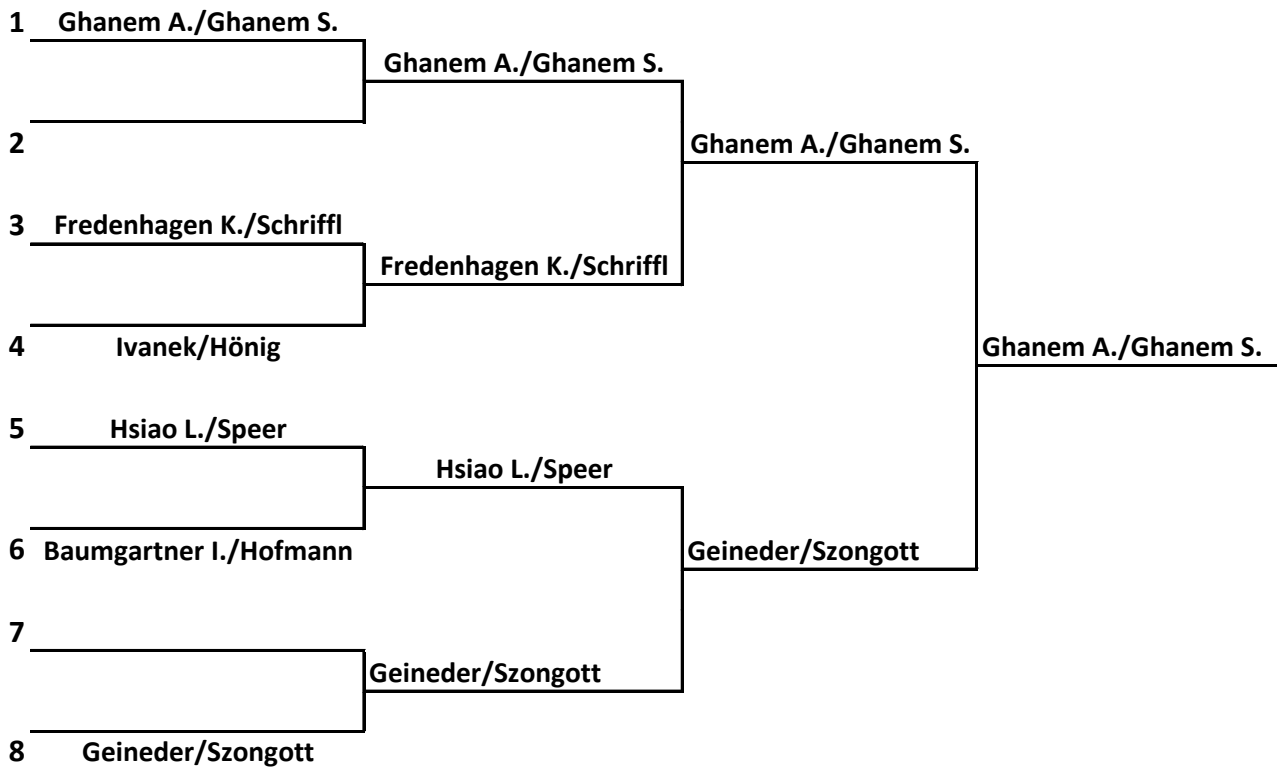 1 Ghanem A./Ghanem S.
Ghanem A./Ghanem S.
2
Ghanem A./Ghanem S.
3 Fredenhagen K./Schriffl
Fredenhagen K./Schriffl
4 Ivanek/Hönig
Ghanem A./Ghanem S.
5 Hsiao L./Speer
Hsiao L./Speer
6 Baumgartner I./Hofmann
Geineder/Szongott
7
Geineder/Szongott
8 Geineder/Szongott